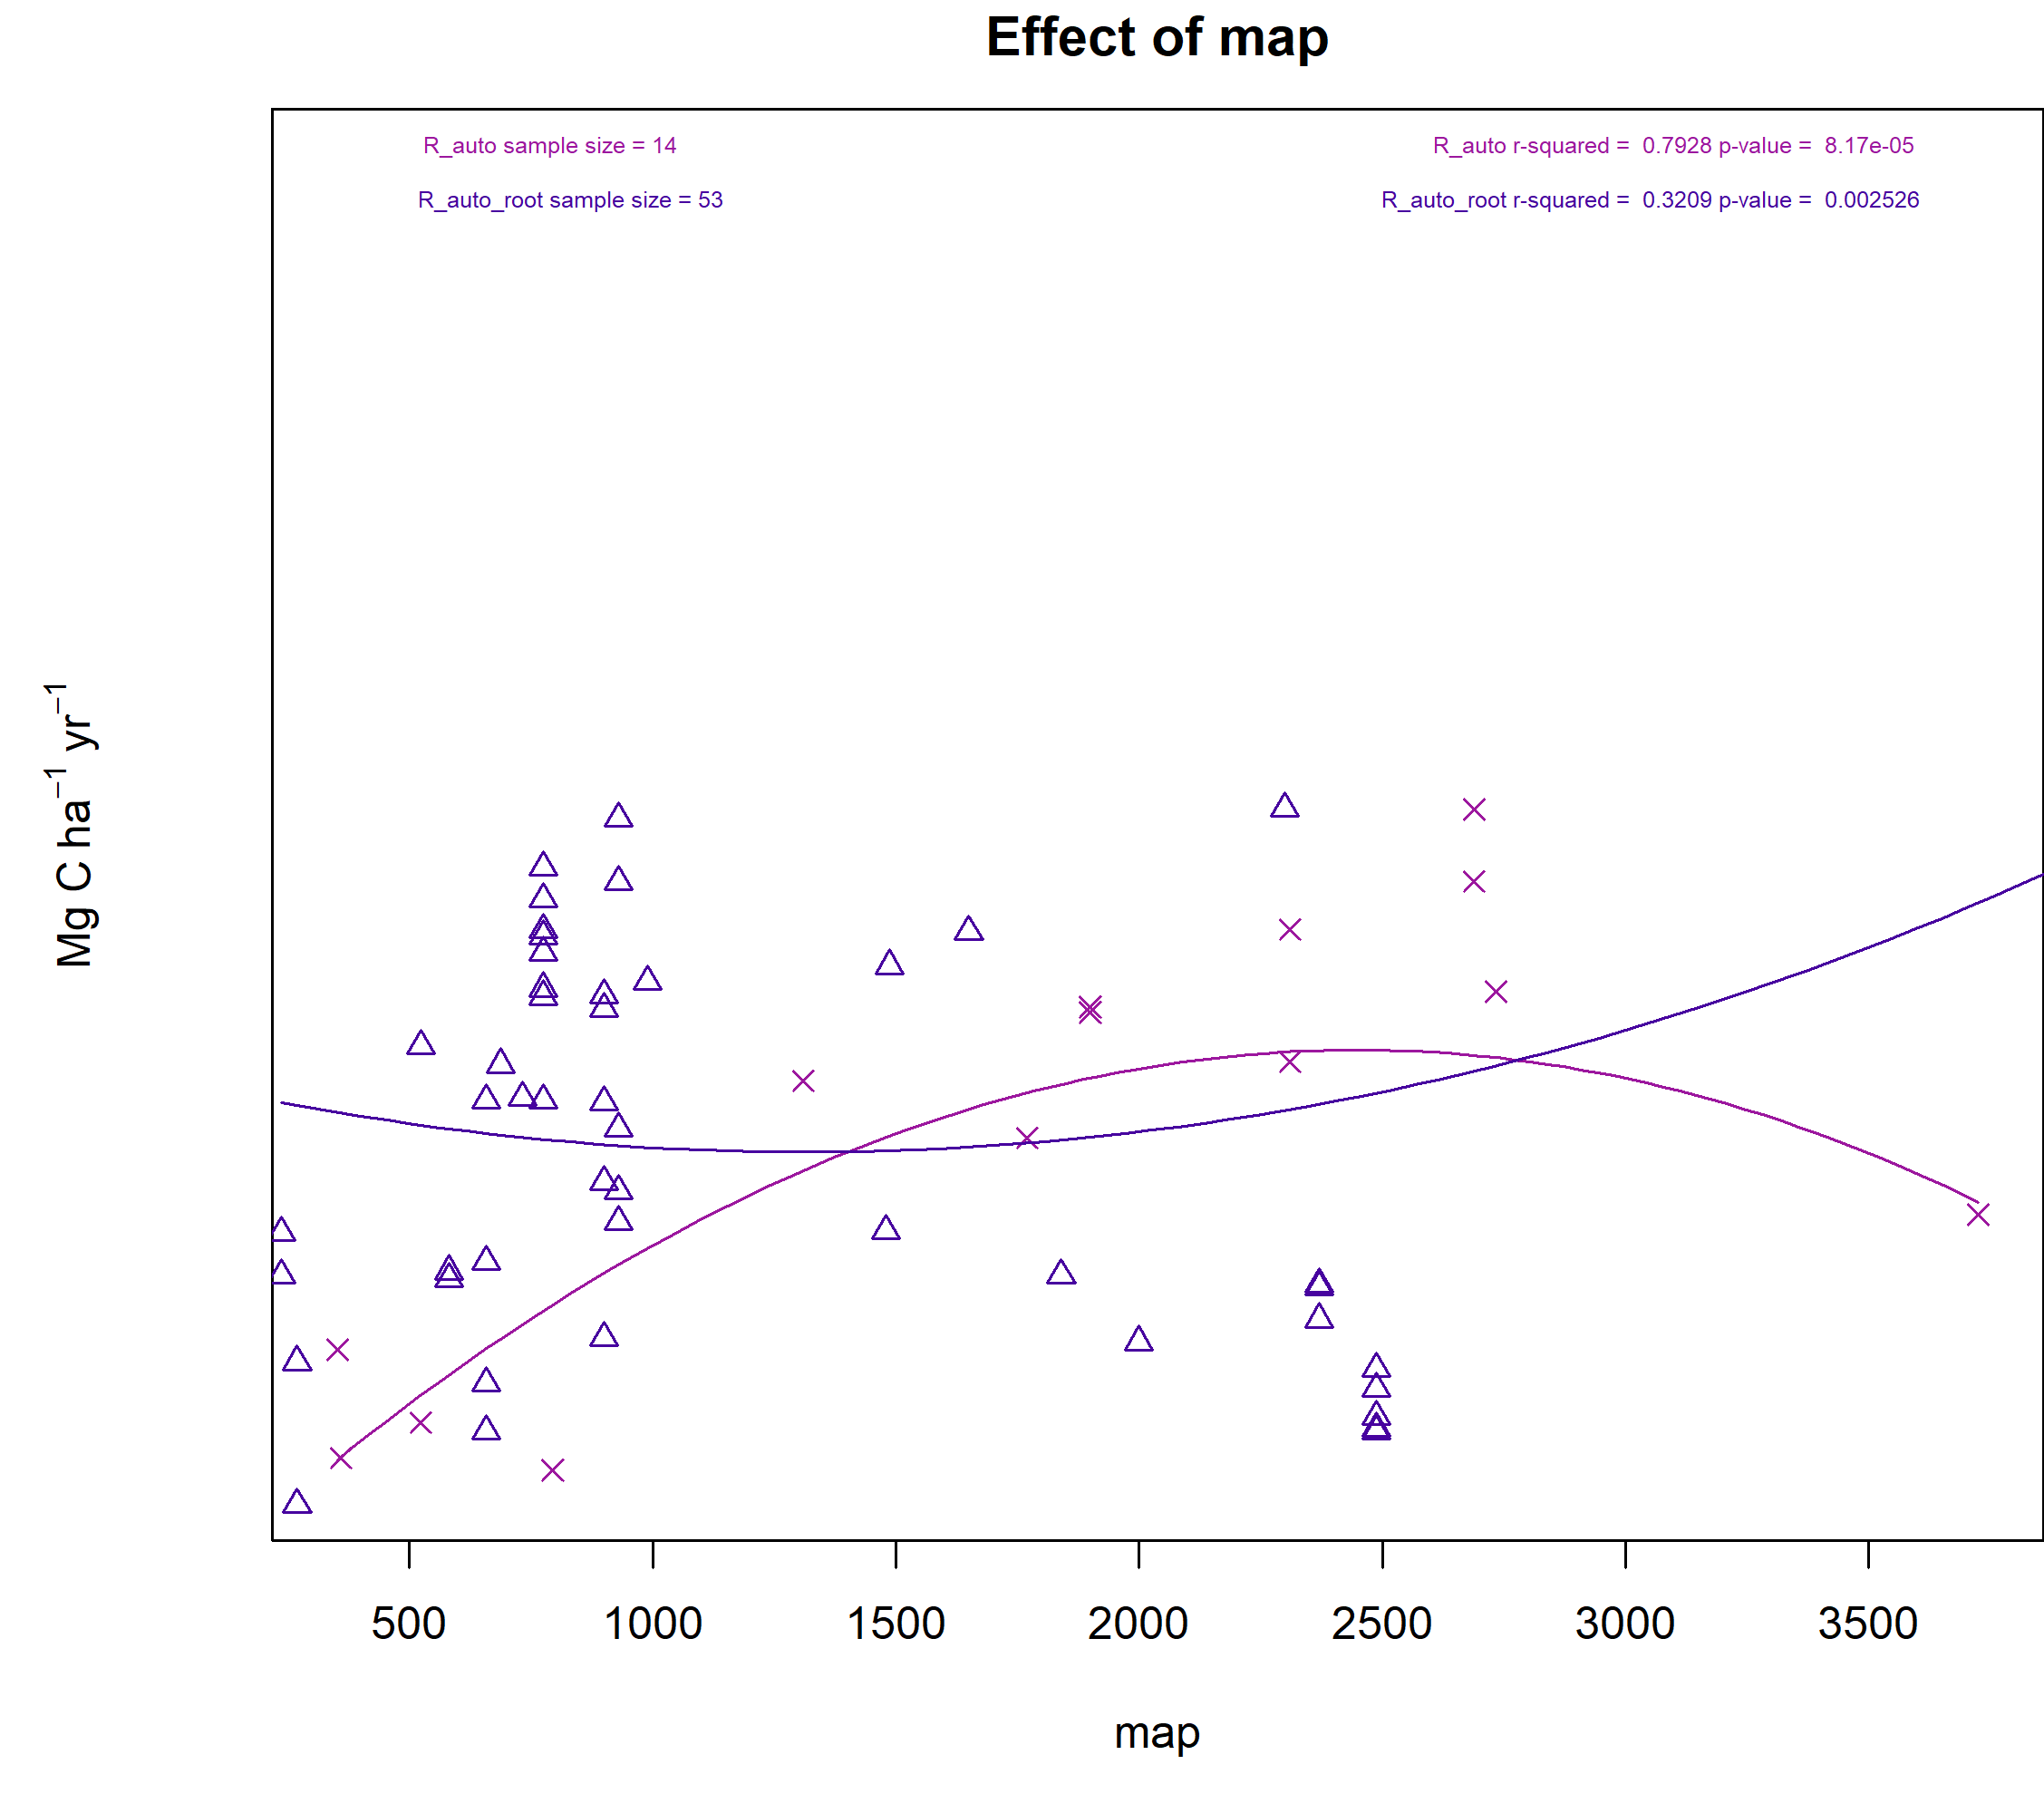 Effect of map
R_auto sample size = 14
R_auto r-squared =  0.7928 p-value =  8.17e-05
R_auto_root sample size = 53
R_auto_root r-squared =  0.3209 p-value =  0.002526
Mg C ha⁻¹ yr⁻¹
500 1000 1500 2000 2500 3000 3500
map